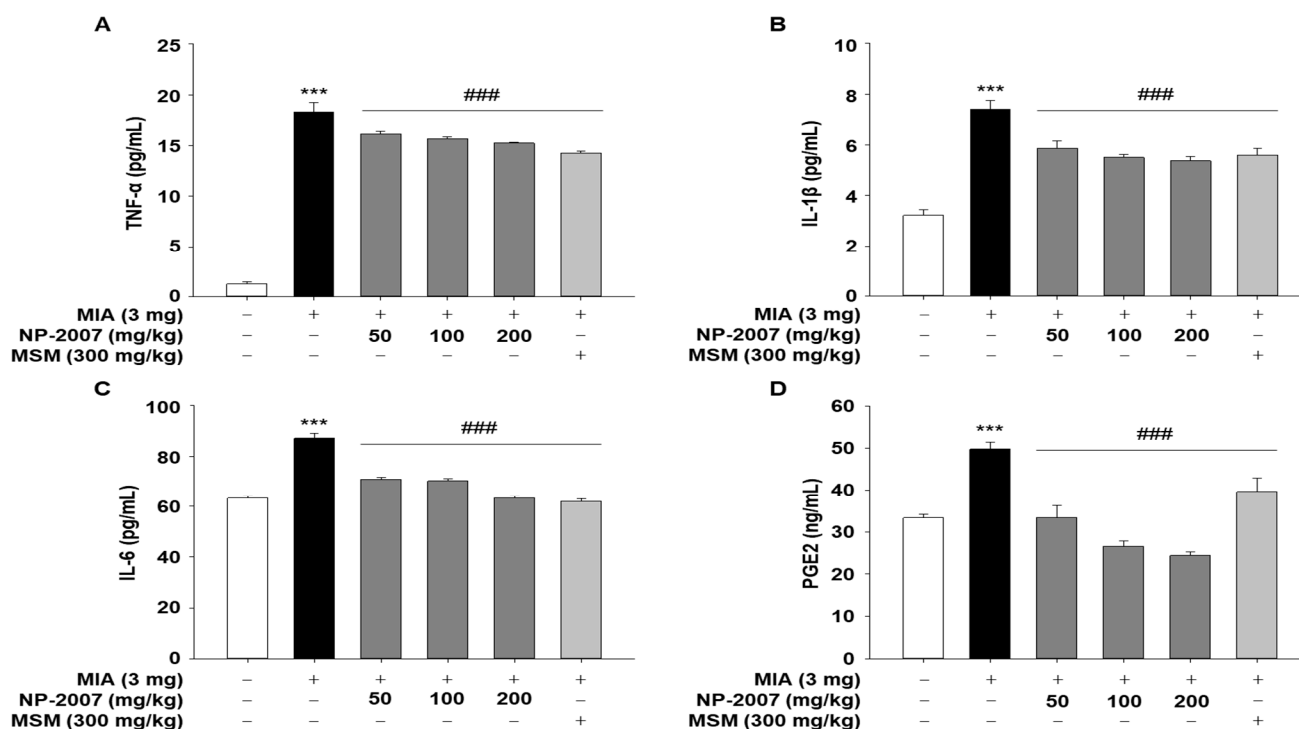 A
TNF-α (pg/mL)
25
20
15
10
5
0
***
###
MIA (3 mg) – + + + + +
NP-2007 (mg/kg) – – 50 100 200 –
MSM (300 mg/kg) – – – – – +
B
IL-1β (pg/mL)
10
8
6
4
2
0
***
###
MIA (3 mg) – + + + + +
NP-2007 (mg/kg) – – 50 100 200 –
MSM (300 mg/kg) – – – – – +
C
IL-6 (pg/mL)
100
80
60
40
20
0
***
###
MIA (3 mg) – + + + + +
NP-2007 (mg/kg) – – 50 100 200 –
MSM (300 mg/kg) – – – – – +
D
PGE2 (ng/mL)
60
50
40
30
20
10
0
***
###
MIA (3 mg) – + + + + +
NP-2007 (mg/kg) – – 50 100 200 –
MSM (300 mg/kg) – – – – – +